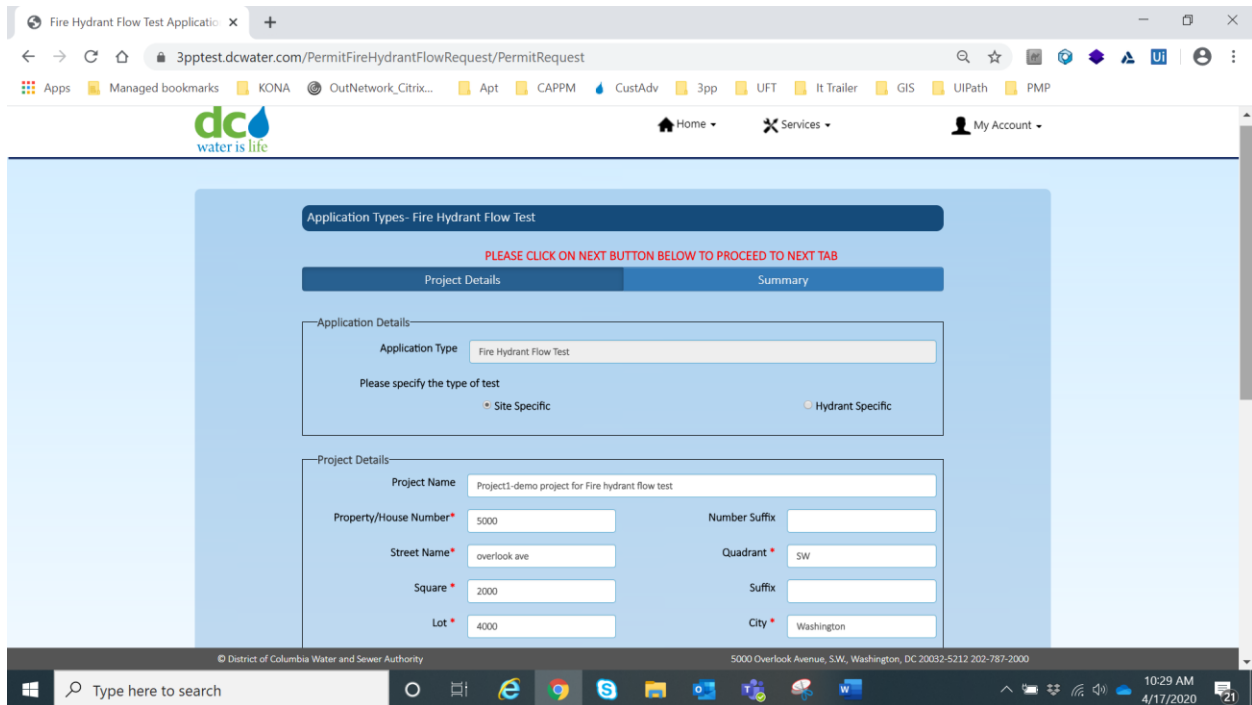 Fire Hydrant Flow Test Applicatio
3pptest.dcwater.com/PermitFireHydrantFlowRequest/PermitRequest
Apps Managed bookmarks KONA OutNetwork_Citrix... Apt CAPPM CustAdv 3pp UFT It Trailer GIS UIPath PMP
dc
water is life
Home Services My Account
Application Types- Fire Hydrant Flow Test
PLEASE CLICK ON NEXT BUTTON BELOW TO PROCEED TO NEXT TAB
Project Details Summary
Application Details
Application Type Fire Hydrant Flow Test
Please specify the type of test
Site Specific Hydrant Specific
Project Details
Project Name Project1-demo project for Fire hydrant flow test
Property/House Number* 5000 Number Suffix
Street Name* overlook ave Quadrant * SW
Square * 2000 Suffix
Lot * 4000 City * Washington
© District of Columbia Water and Sewer Authority 5000 Overlook Avenue, S.W., Washington, DC 20032-5212 202-787-2000
Type here to search 10:29 AM
4/17/2020 21